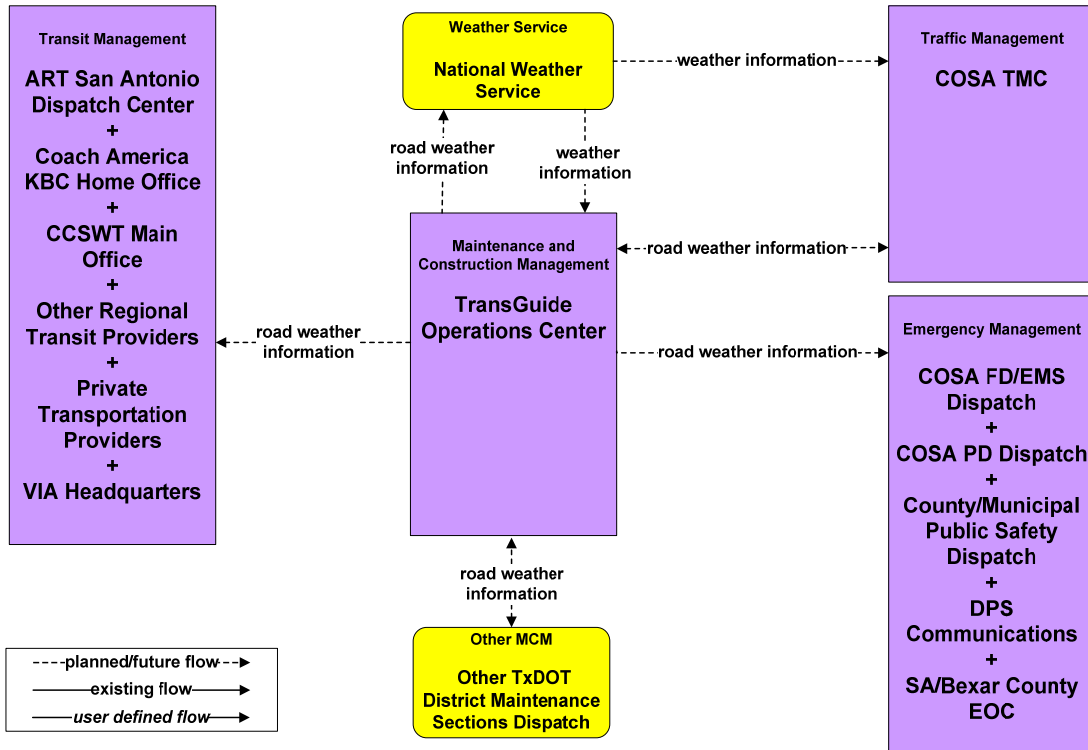 Transit Management
ART San Antonio
Dispatch Center
+
Coach America
KBC Home Office
+
CCSWT Main
Office
+
Other Regional
Transit Providers
+
Private
Transportation
Providers
+
VIA Headquarters
Weather Service
National Weather
Service
weather information
Traffic Management
COSA TMC
road weather
information
weather
information
Maintenance and
Construction Management
TransGuide
Operations Center
road weather information
road weather
information
road weather information
Emergency Management
COSA FD/EMS
Dispatch
+
COSA PD Dispatch
+
County/Municipal
Public Safety
Dispatch
+
DPS
Communications
+
SA/Bexar County
EOC
road weather
information
Other MCM
Other TxDOT
District Maintenance
Sections Dispatch
planned/future flow
existing flow
user defined flow